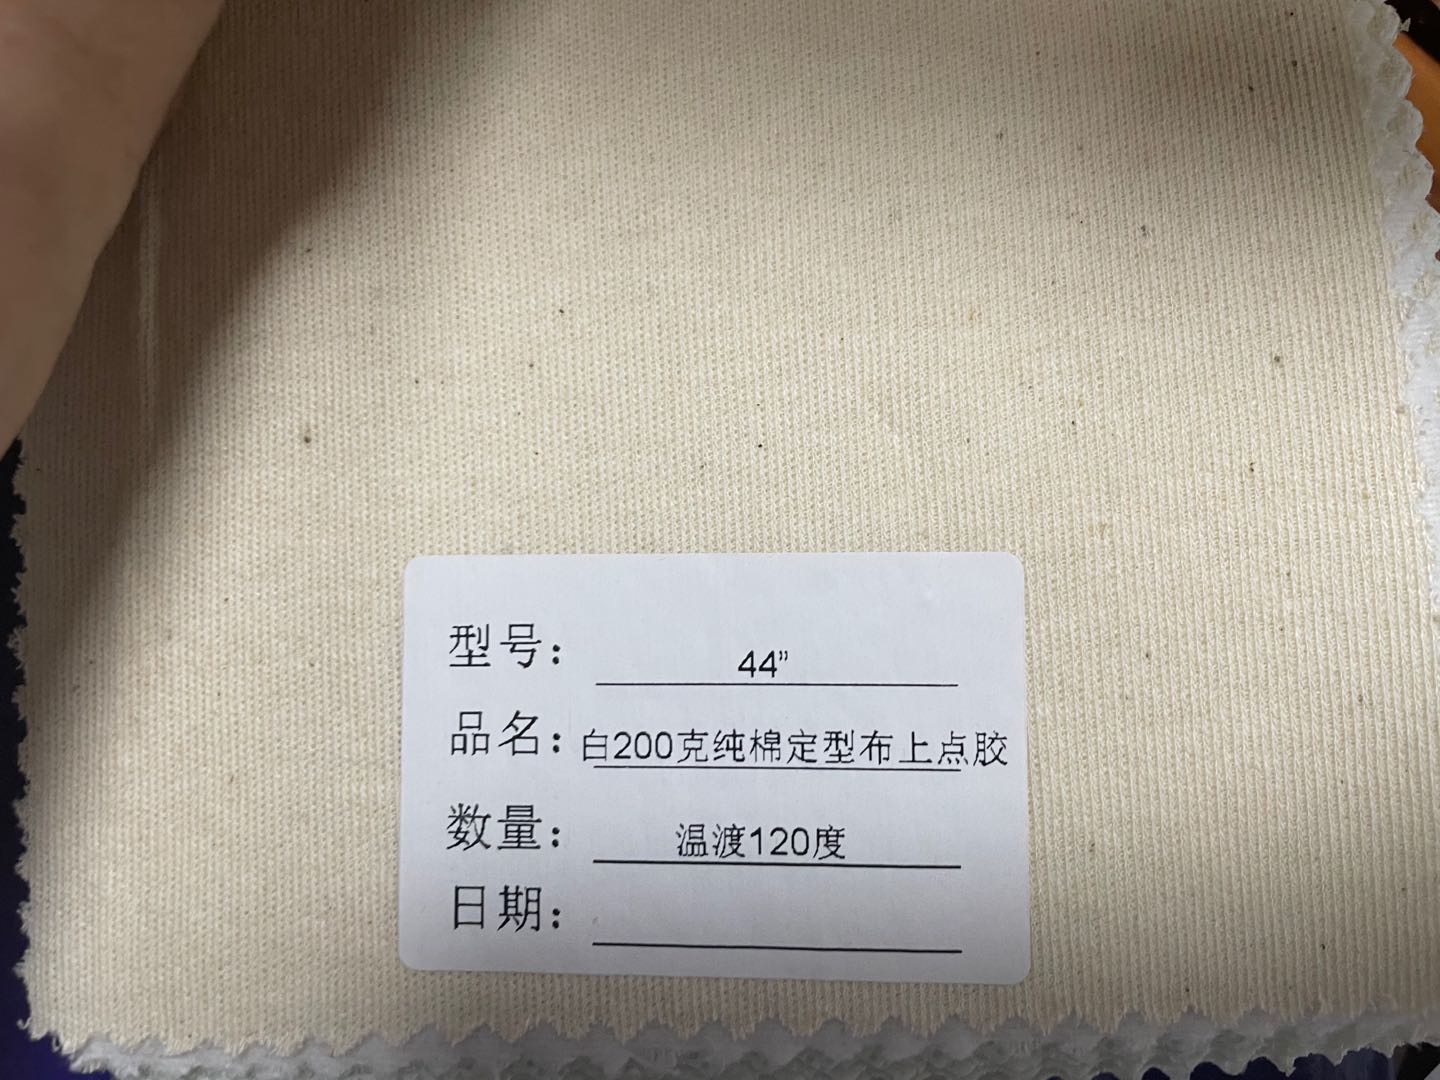 型号： 44”
品名：白200克纯棉定型布上点胶
数量： 温渡120度
日期：